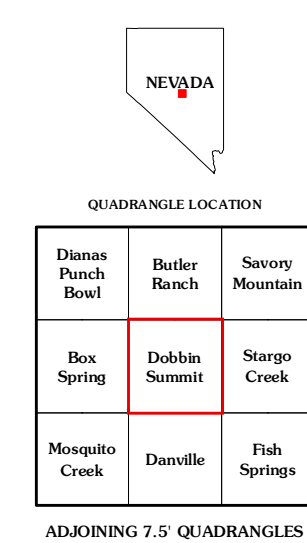 NEVADA
QUADRANGLE LOCATION
Dianas
Punch
Bowl
Butler
Ranch
Savory
Mountain
Box
Spring
Dobbin
Summit
Stargo
Creek
Mosquito
Creek
Danville
Fish
Springs
ADJOINING 7.5' QUADRANGLES